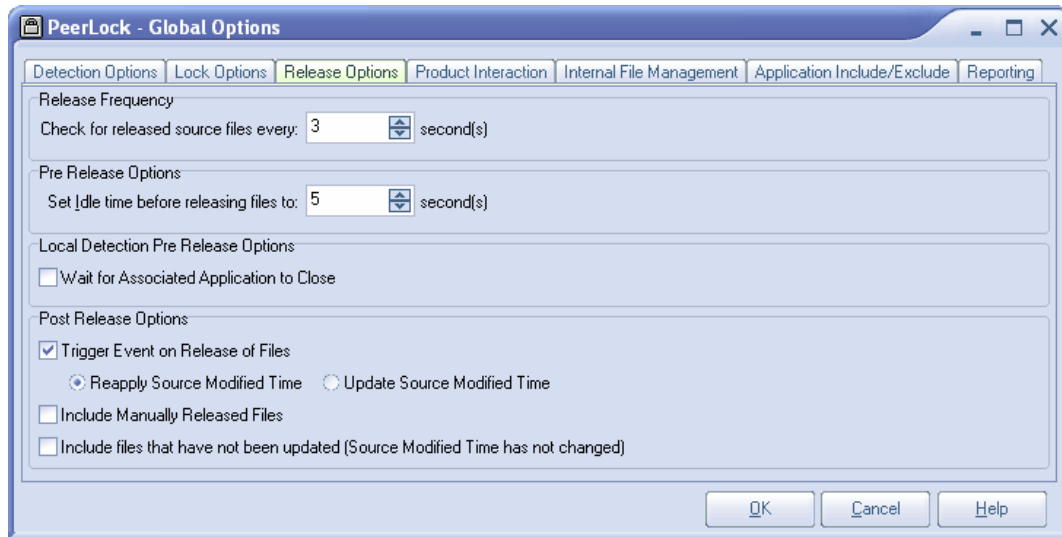 PeerLock - Global Options
Detection Options Lock Options Release Options Product Interaction Internal File Management Application Include/Exclude Reporting
Release Frequency
Check for released source files every: 3 second(s)
Pre Release Options
Set Idle time before releasing files to: 5 second(s)
Local Detection Pre Release Options
Wait for Associated Application to Close
Post Release Options
Trigger Event on Release of Files
Reapply Source Modified Time Update Source Modified Time
Include Manually Released Files
Include files that have not been updated (Source Modified Time has not changed)
OK Cancel Help